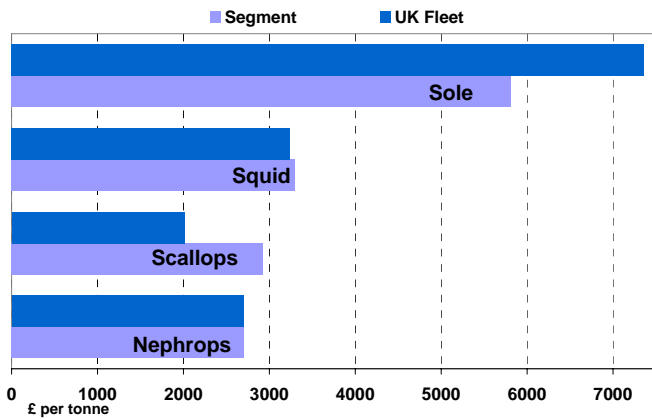 Segment UK Fleet
Sole
Squid
Scallops
Nephrops
0 1000 2000 3000 4000 5000 6000 7000
£ per tonne